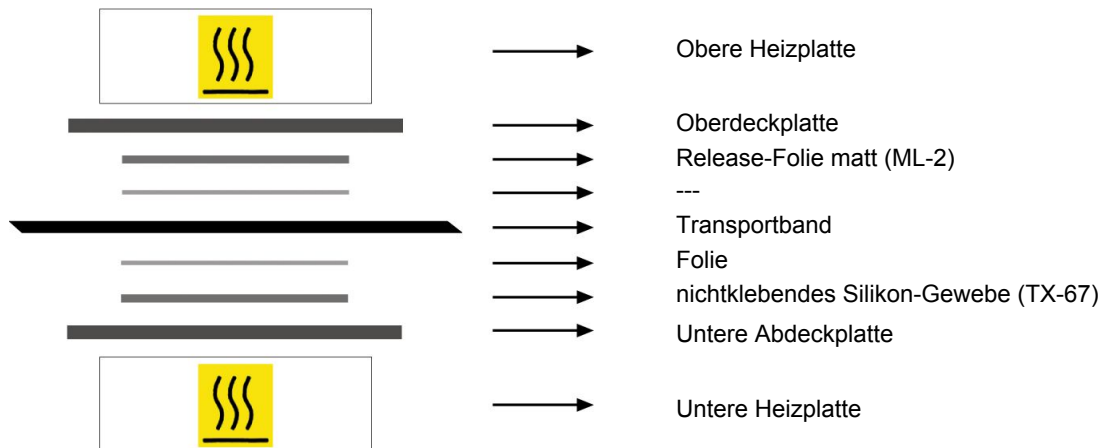 Obere Heizplatte
Oberdeckplatte
Release-Folie matt (ML-2)
---
Transportband
Folie
nichtklebendes Silikon-Gewebe (TX-67)
Untere Abdeckplatte
Untere Heizplatte